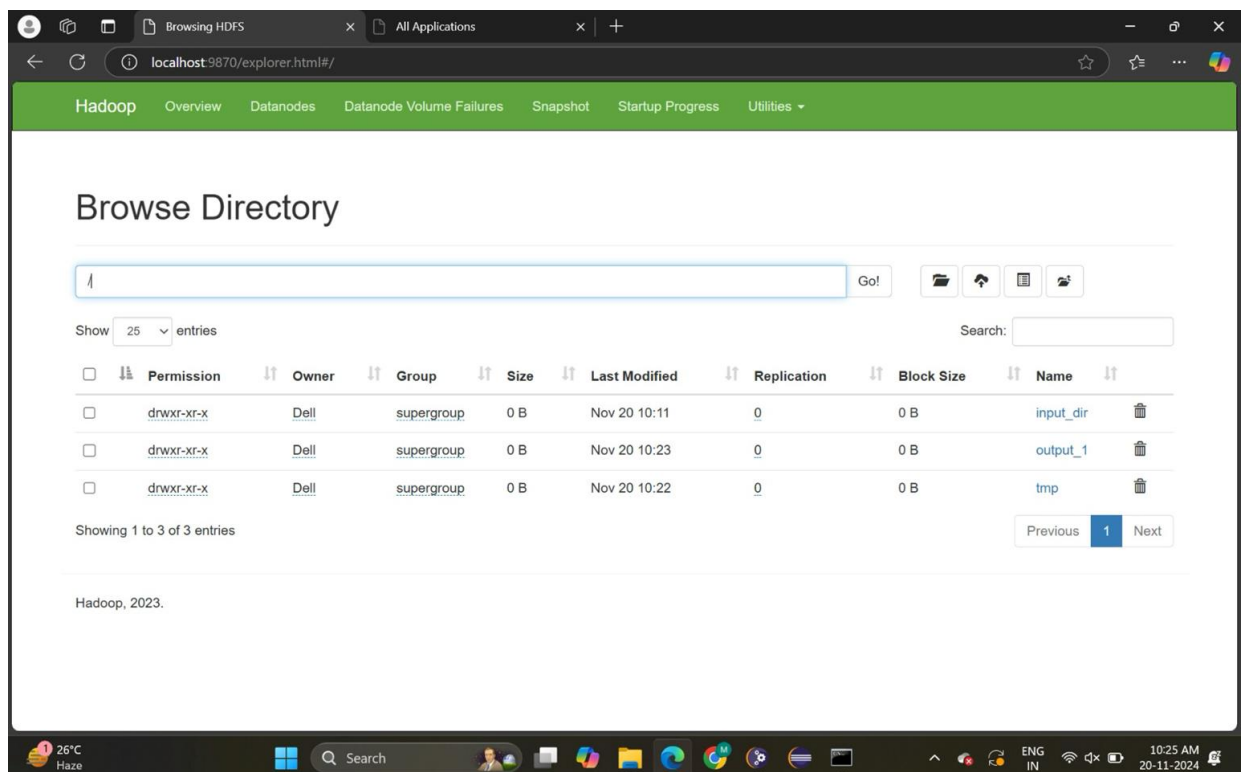 Browsing HDFS All Applications
localhost:9870/explorer.html#/
Hadoop Overview Datanodes Datanode Volume Failures Snapshot Startup Progress Utilities
Browse Directory
/ Go!
Show 25 entries Search:
Permission Owner Group Size Last Modified Replication Block Size Name
drwxr-xr-x Dell supergroup 0 B Nov 20 10:11 0 0 B input_dir
drwxr-xr-x Dell supergroup 0 B Nov 20 10:23 0 0 B output_1
drwxr-xr-x Dell supergroup 0 B Nov 20 10:22 0 0 B tmp
Showing 1 to 3 of 3 entries Previous 1 Next
Hadoop, 2023.
1 26°C Search M ENG 10:25 AM
Haze IN 20-11-2024